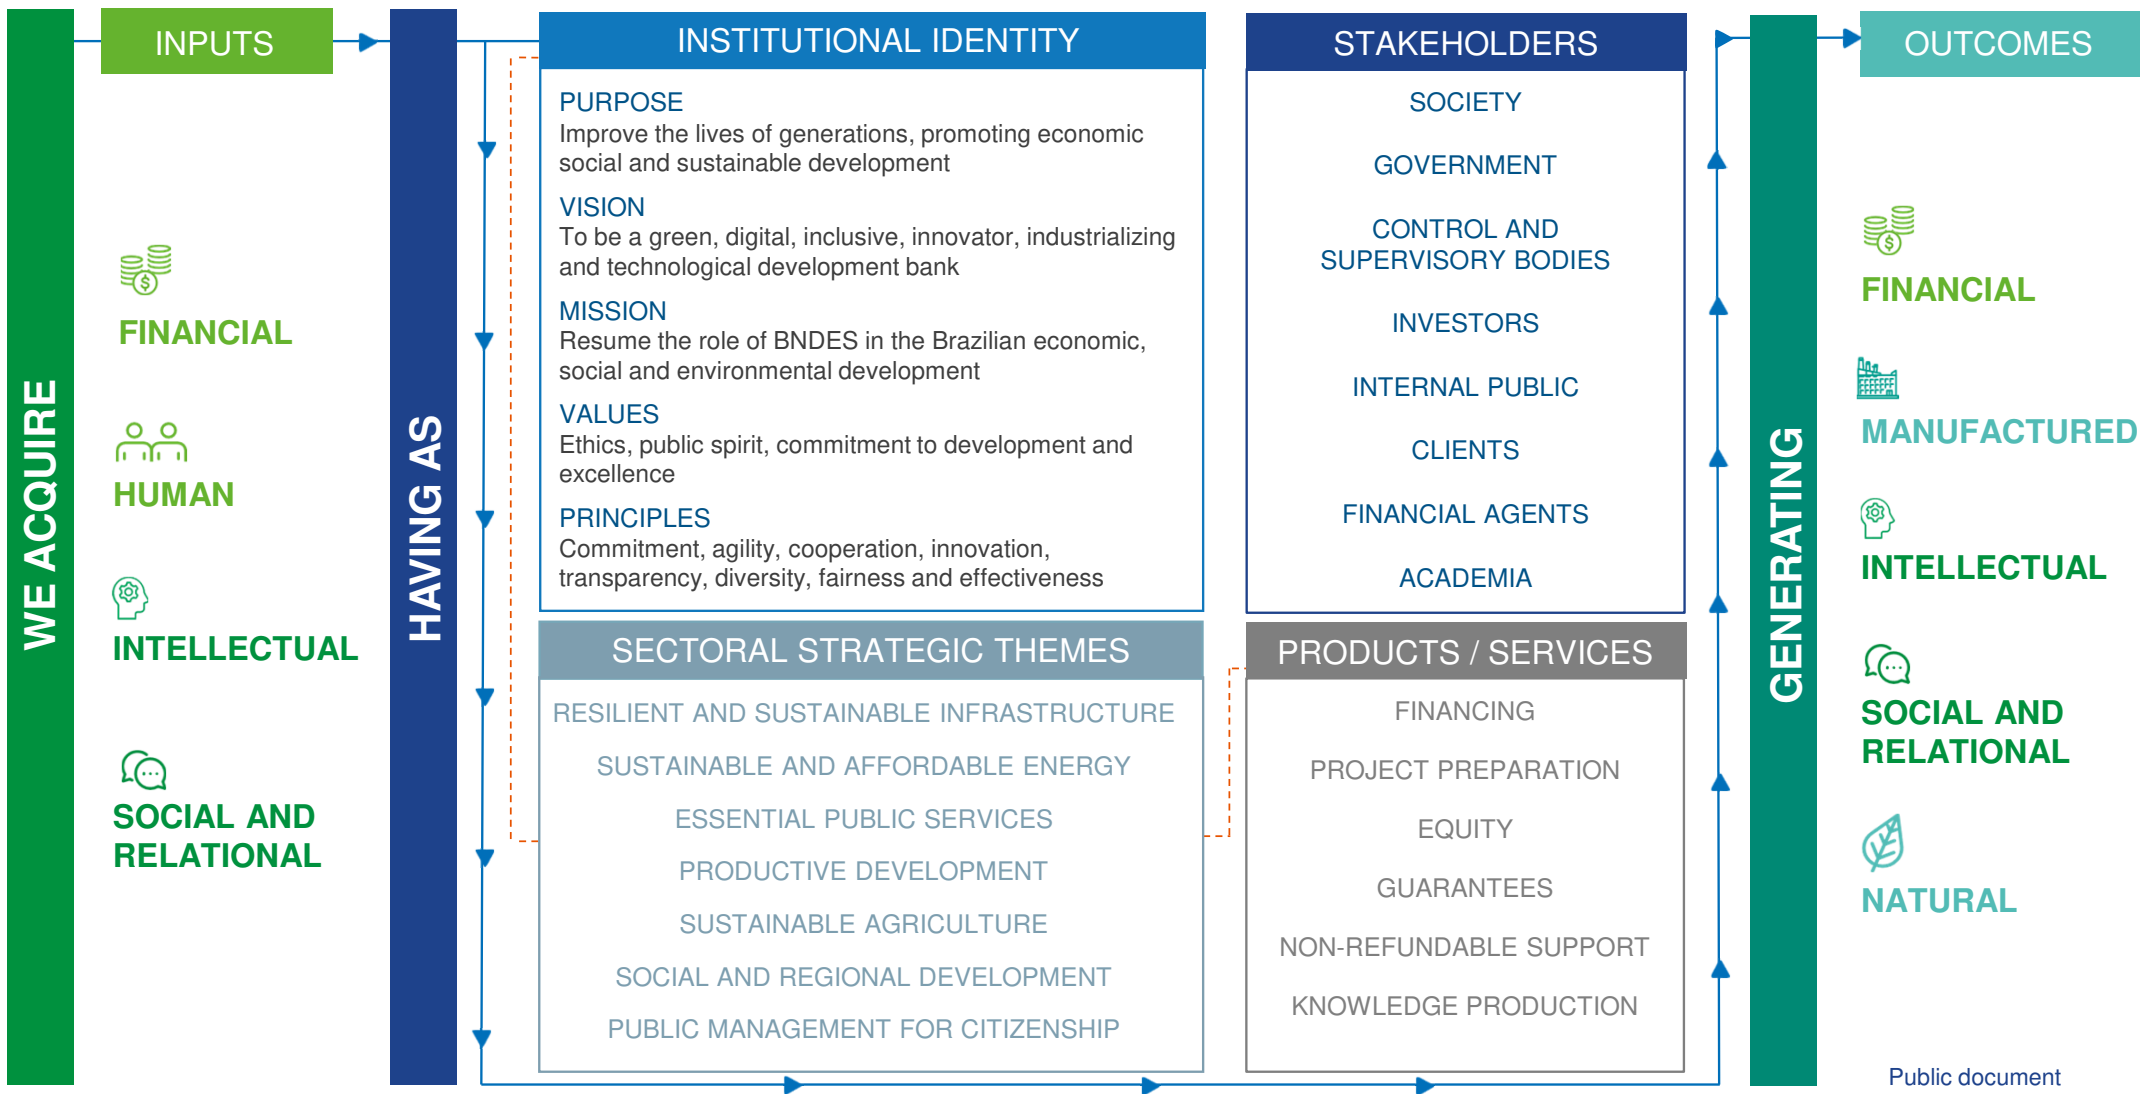 WE ACQUIRE
INPUTS
FINANCIAL
HUMAN
INTELLECTUAL
SOCIAL AND
RELATIONAL
HAVING AS
INSTITUTIONAL IDENTITY
PURPOSE
Improve the lives of generations, promoting economic
social and sustainable development
VISION
To be a green, digital, inclusive, innovator, industrializing
and technological development bank
MISSION
Resume the role of BNDES in the Brazilian economic,
social and environmental development
VALUES
Ethics, public spirit, commitment to development and
excellence
PRINCIPLES
Commitment, agility, cooperation, innovation,
transparency, diversity, fairness and effectiveness
SECTORAL STRATEGIC THEMES
RESILIENT AND SUSTAINABLE INFRASTRUCTURE
SUSTAINABLE AND AFFORDABLE ENERGY
ESSENTIAL PUBLIC SERVICES
PRODUCTIVE DEVELOPMENT
SUSTAINABLE AGRICULTURE
SOCIAL AND REGIONAL DEVELOPMENT
PUBLIC MANAGEMENT FOR CITIZENSHIP
STAKEHOLDERS
SOCIETY
GOVERNMENT
CONTROL AND
SUPERVISORY BODIES
INVESTORS
INTERNAL PUBLIC
CLIENTS
FINANCIAL AGENTS
ACADEMIA
PRODUCTS / SERVICES
FINANCING
PROJECT PREPARATION
EQUITY
GUARANTEES
NON-REFUNDABLE SUPPORT
KNOWLEDGE PRODUCTION
GENERATING
OUTCOMES
FINANCIAL
MANUFACTURED
INTELLECTUAL
SOCIAL AND
RELATIONAL
NATURAL
Public document